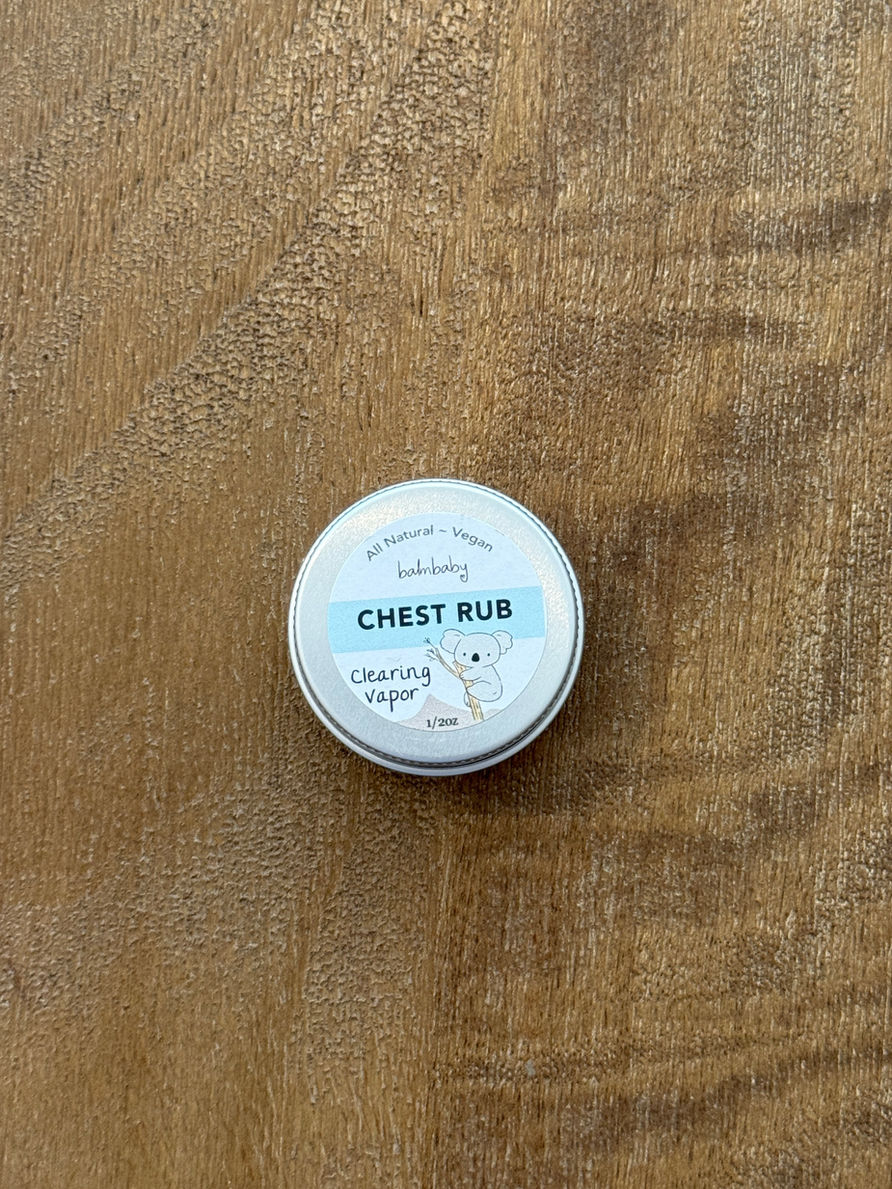 All Natural ~ Vegan
balmbaby
CHEST RUB
Clearing
Vapor
1/2oz